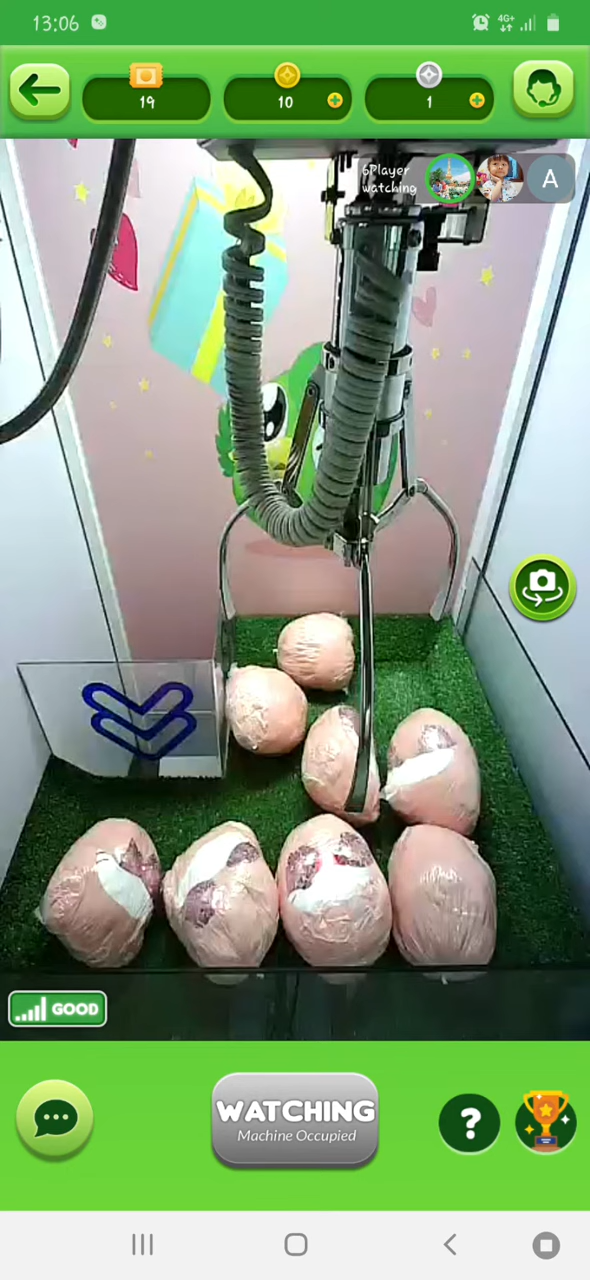 13:06
4G+
19
10
1
6Player
watching
A
GOOD
WATCHING
Machine Occupied
?